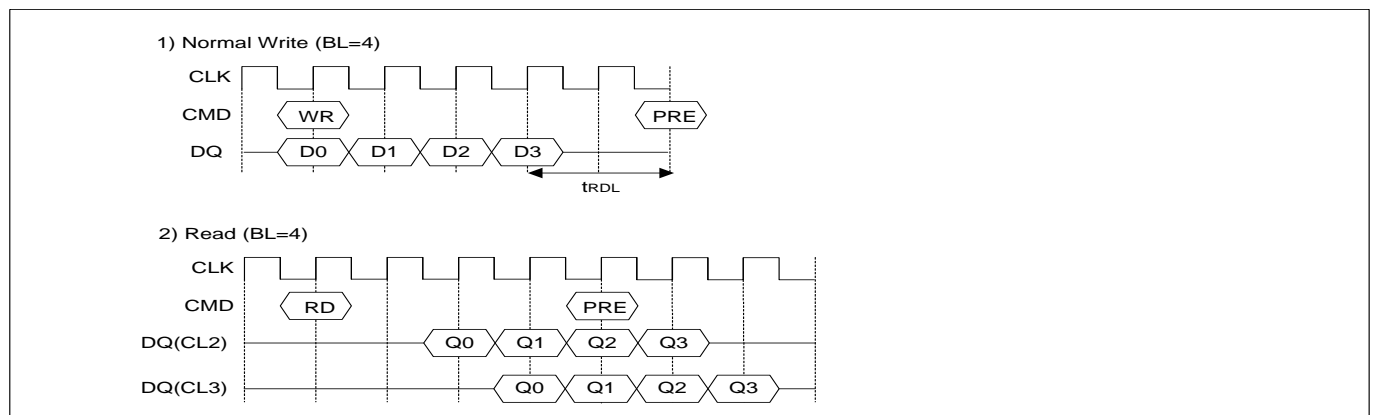 1) Normal Write (BL=4)
CLK
CMD WR PRE
DQ D0 D1 D2 D3
tRDL
2) Read (BL=4)
CLK
CMD RD PRE
DQ(CL2) Q0 Q1 Q2 Q3
DQ(CL3) Q0 Q1 Q2 Q3